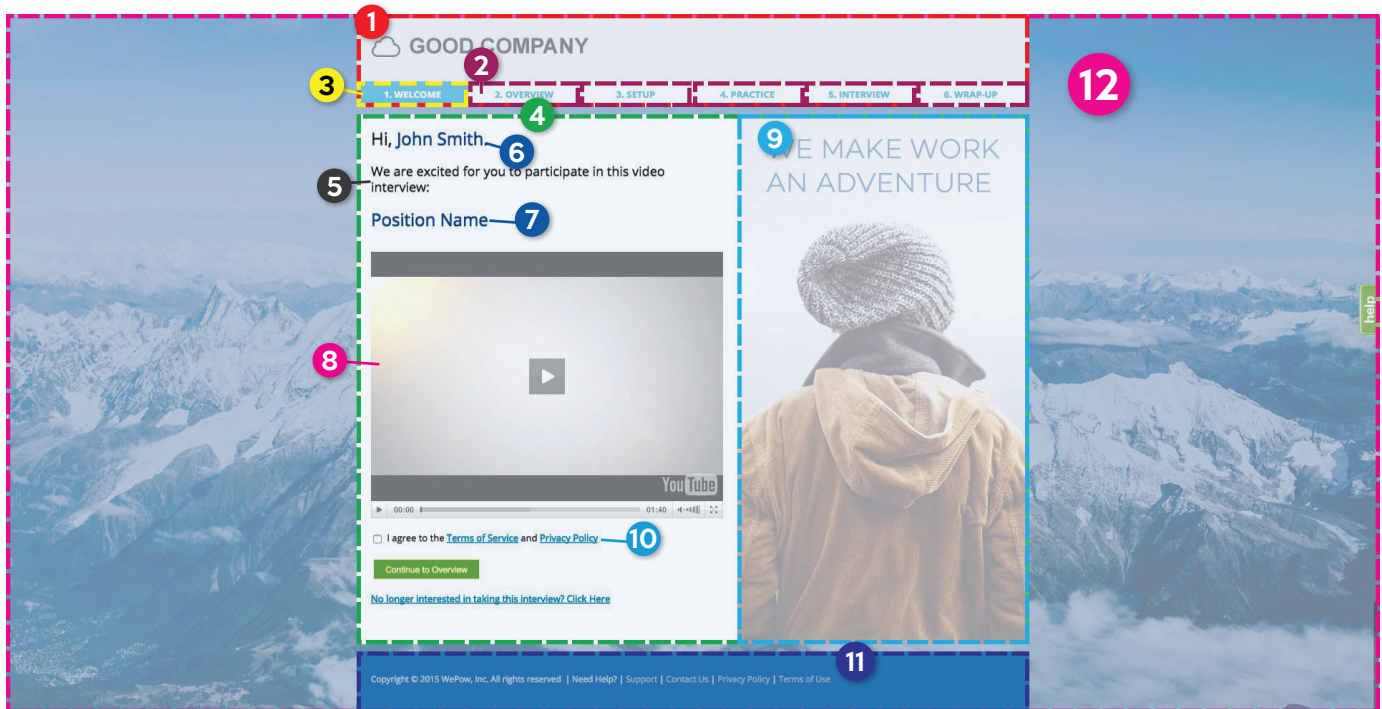 1
GOOD COMPANY
2
3
1. WELCOME
2. OVERVIEW
3. SETUP
4. PRACTICE
5. INTERVIEW
6. WRAP-UP
12
4
Hi, John Smith,
6
5
We are excited for you to participate in this video
interview:
Position Name
7
8
YouTube
00:00
01:40
I agree to the Terms of Service and Privacy Policy
10
Continue to Overview
No longer interested in taking this interview? Click Here
9
WE MAKE WORK
AN ADVENTURE
help
11
Copyright © 2015 WePow, Inc. All rights reserved | Need Help? | Support | Contact Us | Privacy Policy | Terms of Use